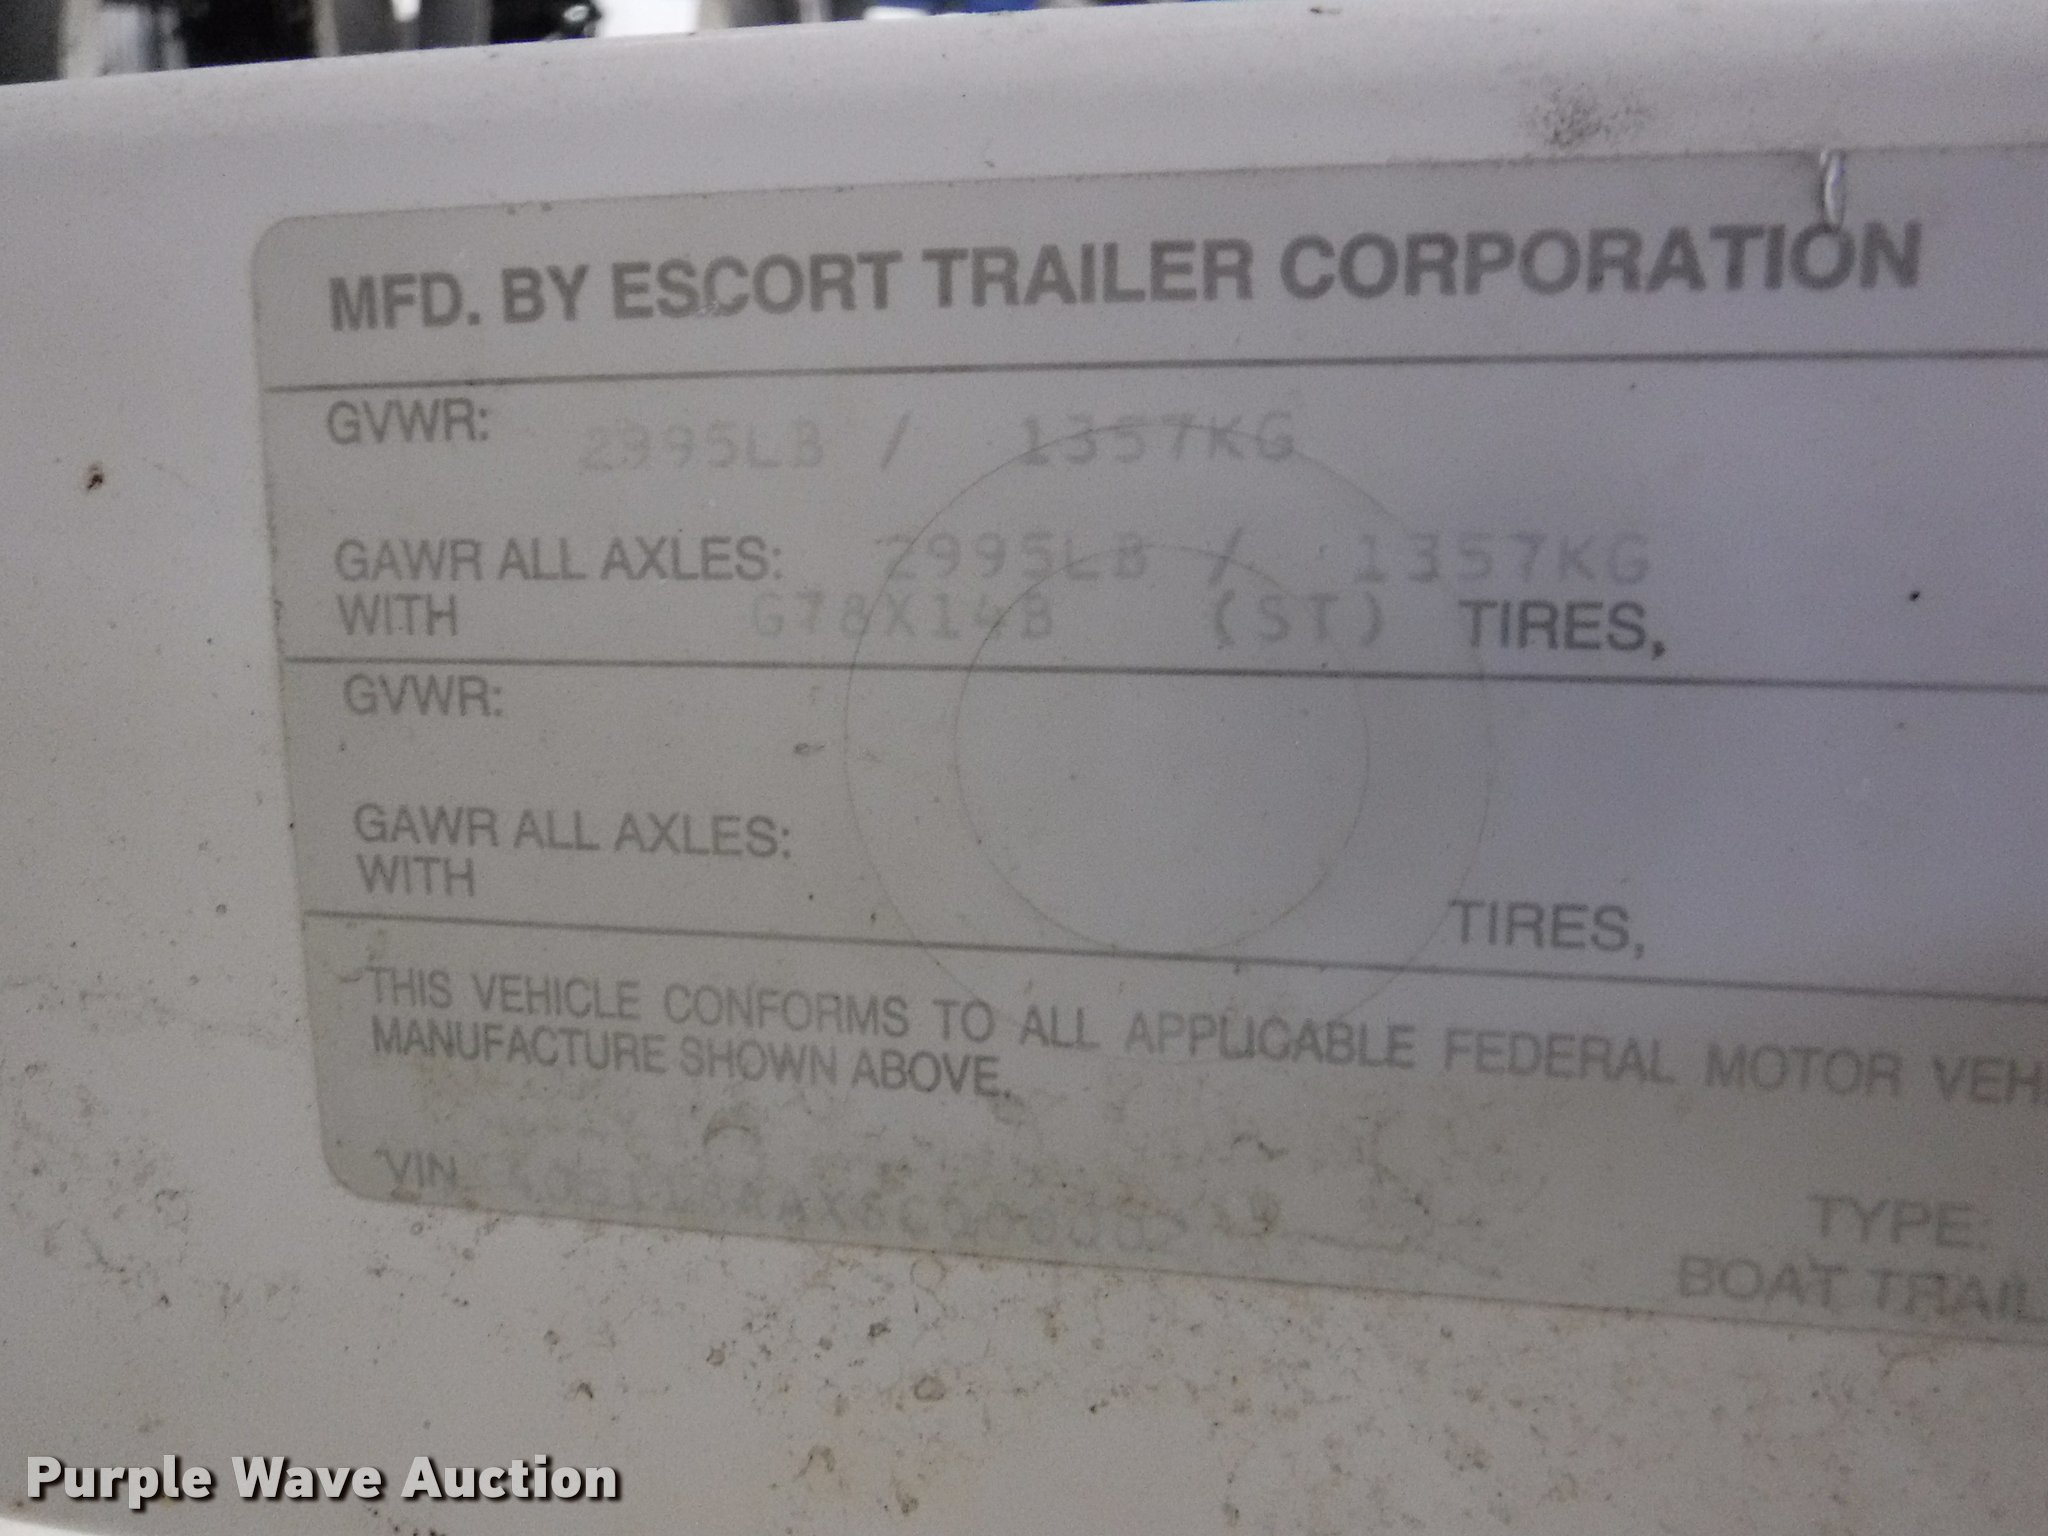 MFD. BY ESCORT TRAILER CORPORATION
GVWR: 2995LB / 1357KG
GAWR ALL AXLES: 2995LB / 1357KG
WITH G78X14B (ST) TIRES,
GVWR:
GAWR ALL AXLES:
WITH
TIRES,
THIS VEHICLE CONFORMS TO ALL APPLICABLE FEDERAL MOTOR VEH
MANUFACTURE SHOWN ABOVE.
VIN
TYPE:
BOAT TRAIL
Purple Wave Auction